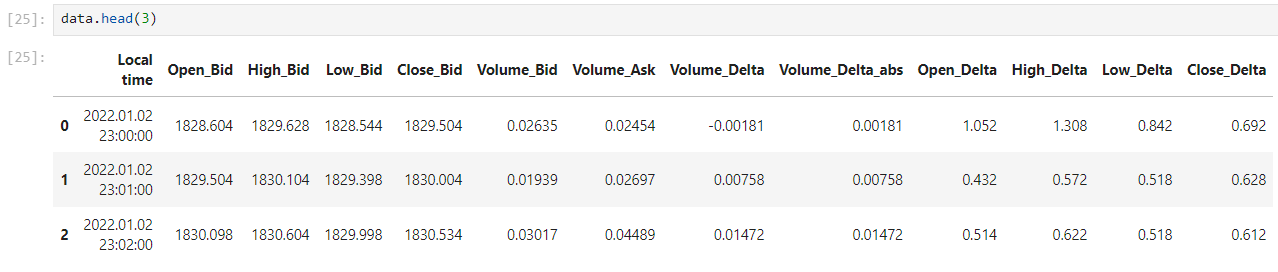 [25]: data.head(3)
[25]:
Local time Open_Bid High_Bid Low_Bid Close_Bid Volume_Bid Volume_Ask Volume_Delta Volume_Delta_abs Open_Delta High_Delta Low_Delta Close_Delta
0 2022.01.02 23:00:00 1828.604 1829.628 1828.544 1829.504 0.02635 0.02454 -0.00181 0.00181 1.052 1.308 0.842 0.692
1 2022.01.02 23:01:00 1829.504 1830.104 1829.398 1830.004 0.01939 0.02697 0.00758 0.00758 0.432 0.572 0.518 0.628
2 2022.01.02 23:02:00 1830.098 1830.604 1829.998 1830.534 0.03017 0.04489 0.01472 0.01472 0.514 0.622 0.518 0.612